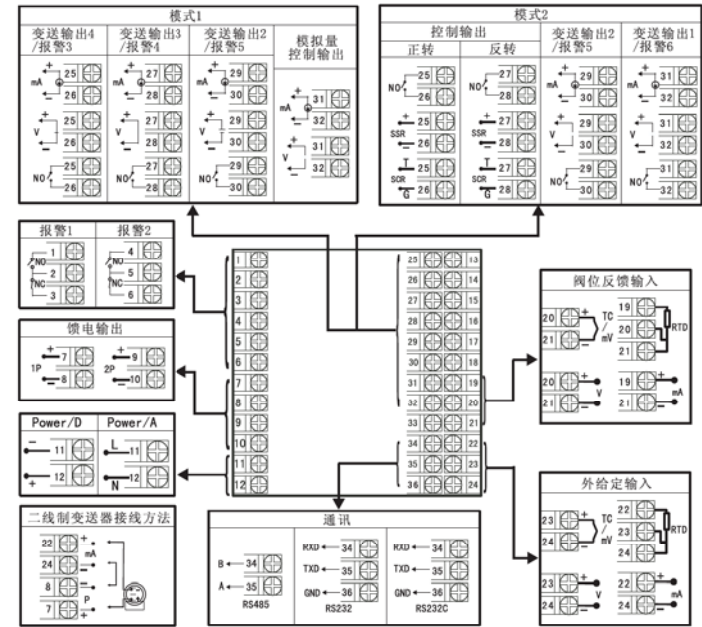 模式1
变送输出4 变送输出3 变送输出2 模拟量
/报警3 /报警4 /报警5 控制输出
+ 25 + 27 + 29
mA mA mA + 31
- 26 - 28 - 30 mA
- 32
+ 25 + 27 + 29
V V V + 31
- 26 - 28 - 30 V
- 32
25 27 29
NO NO NO
26 28 30
模式2
控制输出 变送输出2 变送输出1
正转 反转 /报警5 /报警6
25 27 + 29 + 31
NO NO mA mA
26 28 - 30 - 32
+ 25 + 27 + 29 + 31
SSR SSR V V
- 26 - 28 - 30 - 32
T 25 T 27 29 31
SCR SCR NO NO
G 26 G 28 30 32
报警1 报警2
1 4
NO NO
2 5
NC NC
3 6
馈电输出
+ 7 + 9
1P 2P
- 8 - 10
Power/D Power/A
- 11 L 11
+ 12 N 12
二线制变送器接线方法
22 +
mA
24 -
8 -
P
7 +
1 25 13
2 26 14
3 27 15
4 28 16
5 29 17
6 30 18
7 31 19
8 32 20
9 33 21
10 34 22
11 35 23
12 36 24
通讯
RXD 34 RXD 34
B 34 TXD 35 TXD 35
A 35 GND 36 GND 36
RS485 RS232 RS232C
阀位反馈输入
19
20 + TC 20 RTD
/
21 - mV 21
20 + 19 +
V mA
21 - 21 -
外给定输入
22
23 + TC 23 RTD
/
24 - mV 24
23 + 22 +
V mA
24 - 24 -